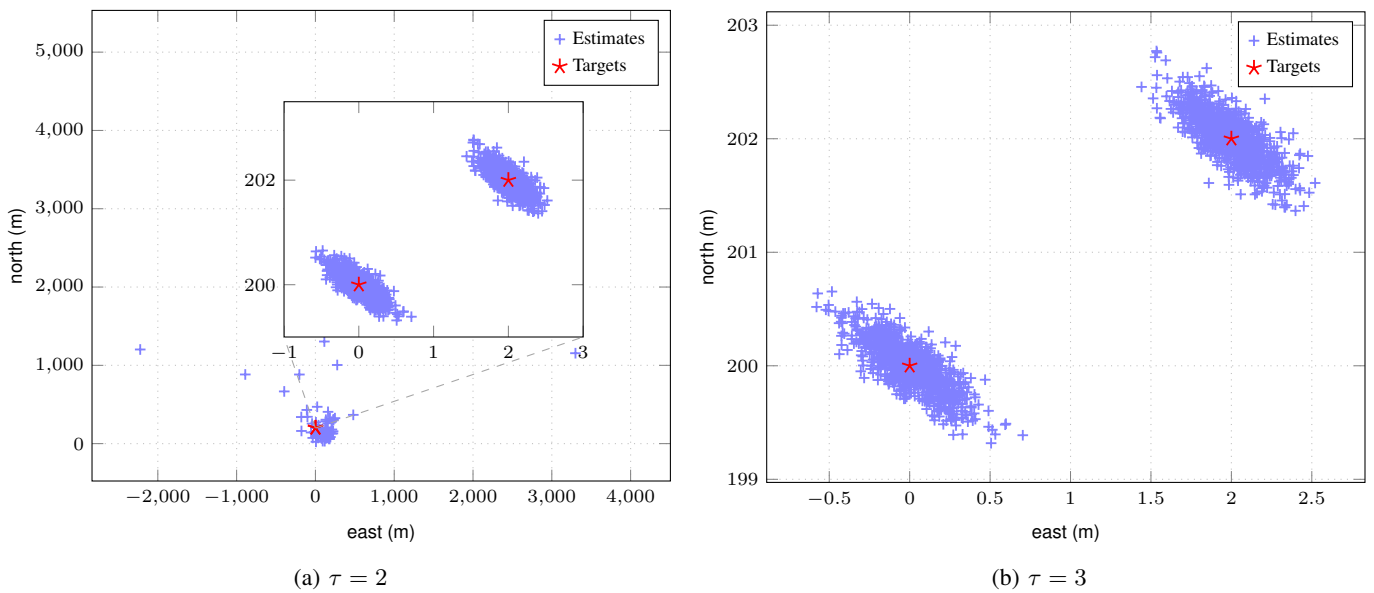 5,000
4,000
3,000
2,000
1,000
0
north (m)
−2,000 −1,000 0 1,000 2,000 3,000 4,000
east (m)
Estimates
Targets
202
200
−1 0 1 2 3
(a) τ = 2
203
202
201
200
199
north (m)
−0.5 0 0.5 1 1.5 2 2.5
east (m)
Estimates
Targets
(b) τ = 3